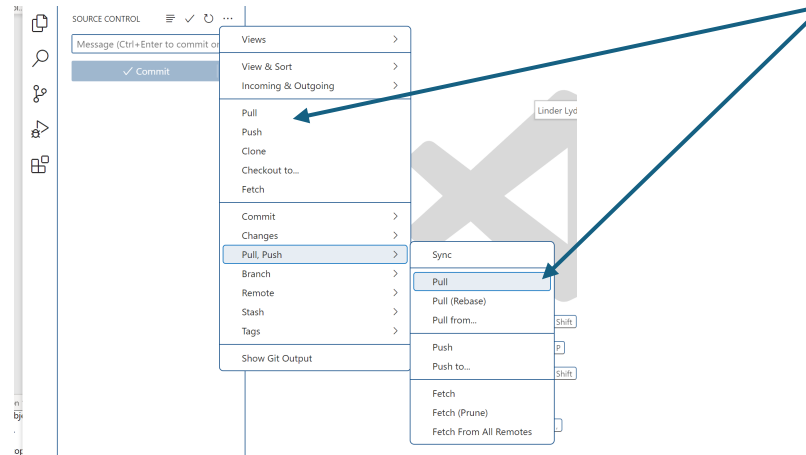 SOURCE CONTROL
Message (Ctrl+Enter to commit or
Commit
Views
View & Sort
Incoming & Outgoing
Pull
Push
Clone
Checkout to...
Fetch
Commit
Changes
Pull, Push
Branch
Remote
Stash
Tags
Show Git Output
Sync
Pull
Pull (Rebase)
Pull from...
Push
Push to...
Fetch
Fetch (Prune)
Fetch From All Remotes
Linder Lyd
Shift
P
Shift